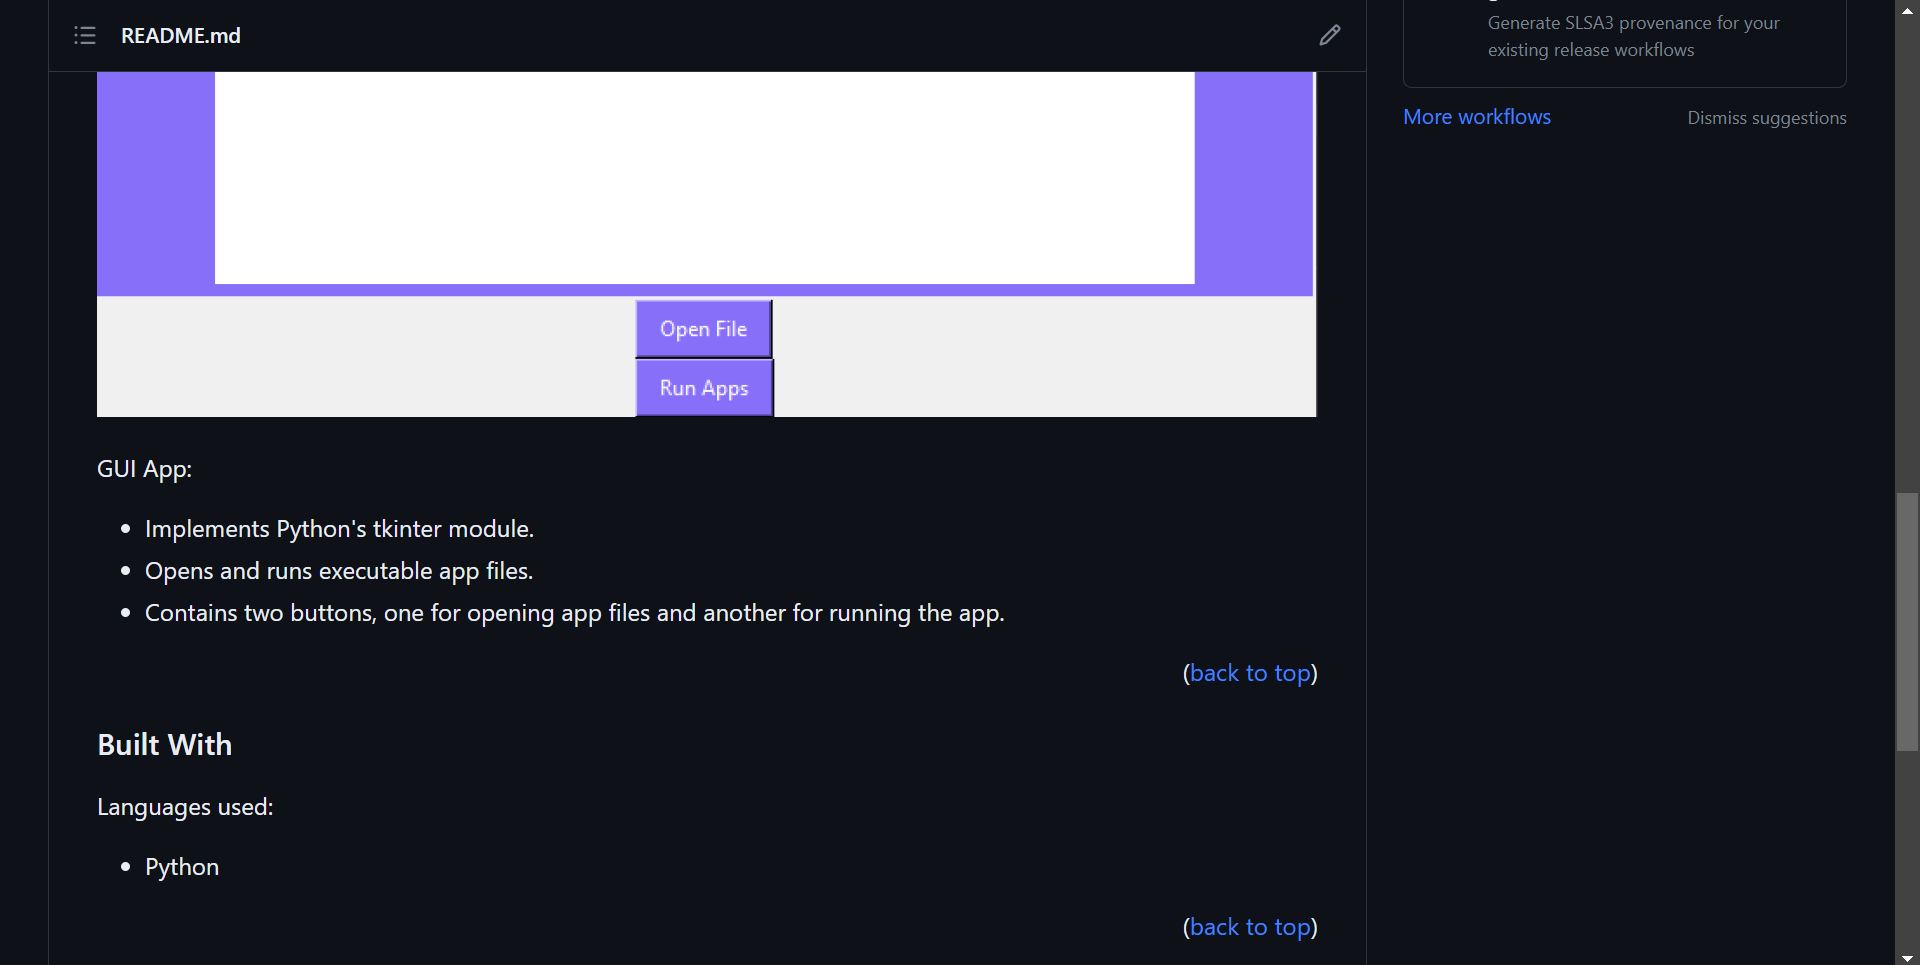 README.md
Open File
Run Apps
GUI App:
Implements Python's tkinter module.
Opens and runs executable app files.
Contains two buttons, one for opening app files and another for running the app.
(back to top)
Built With
Languages used:
Python
(back to top)
Generate SLSA3 provenance for your
existing release workflows
More workflows
Dismiss suggestions